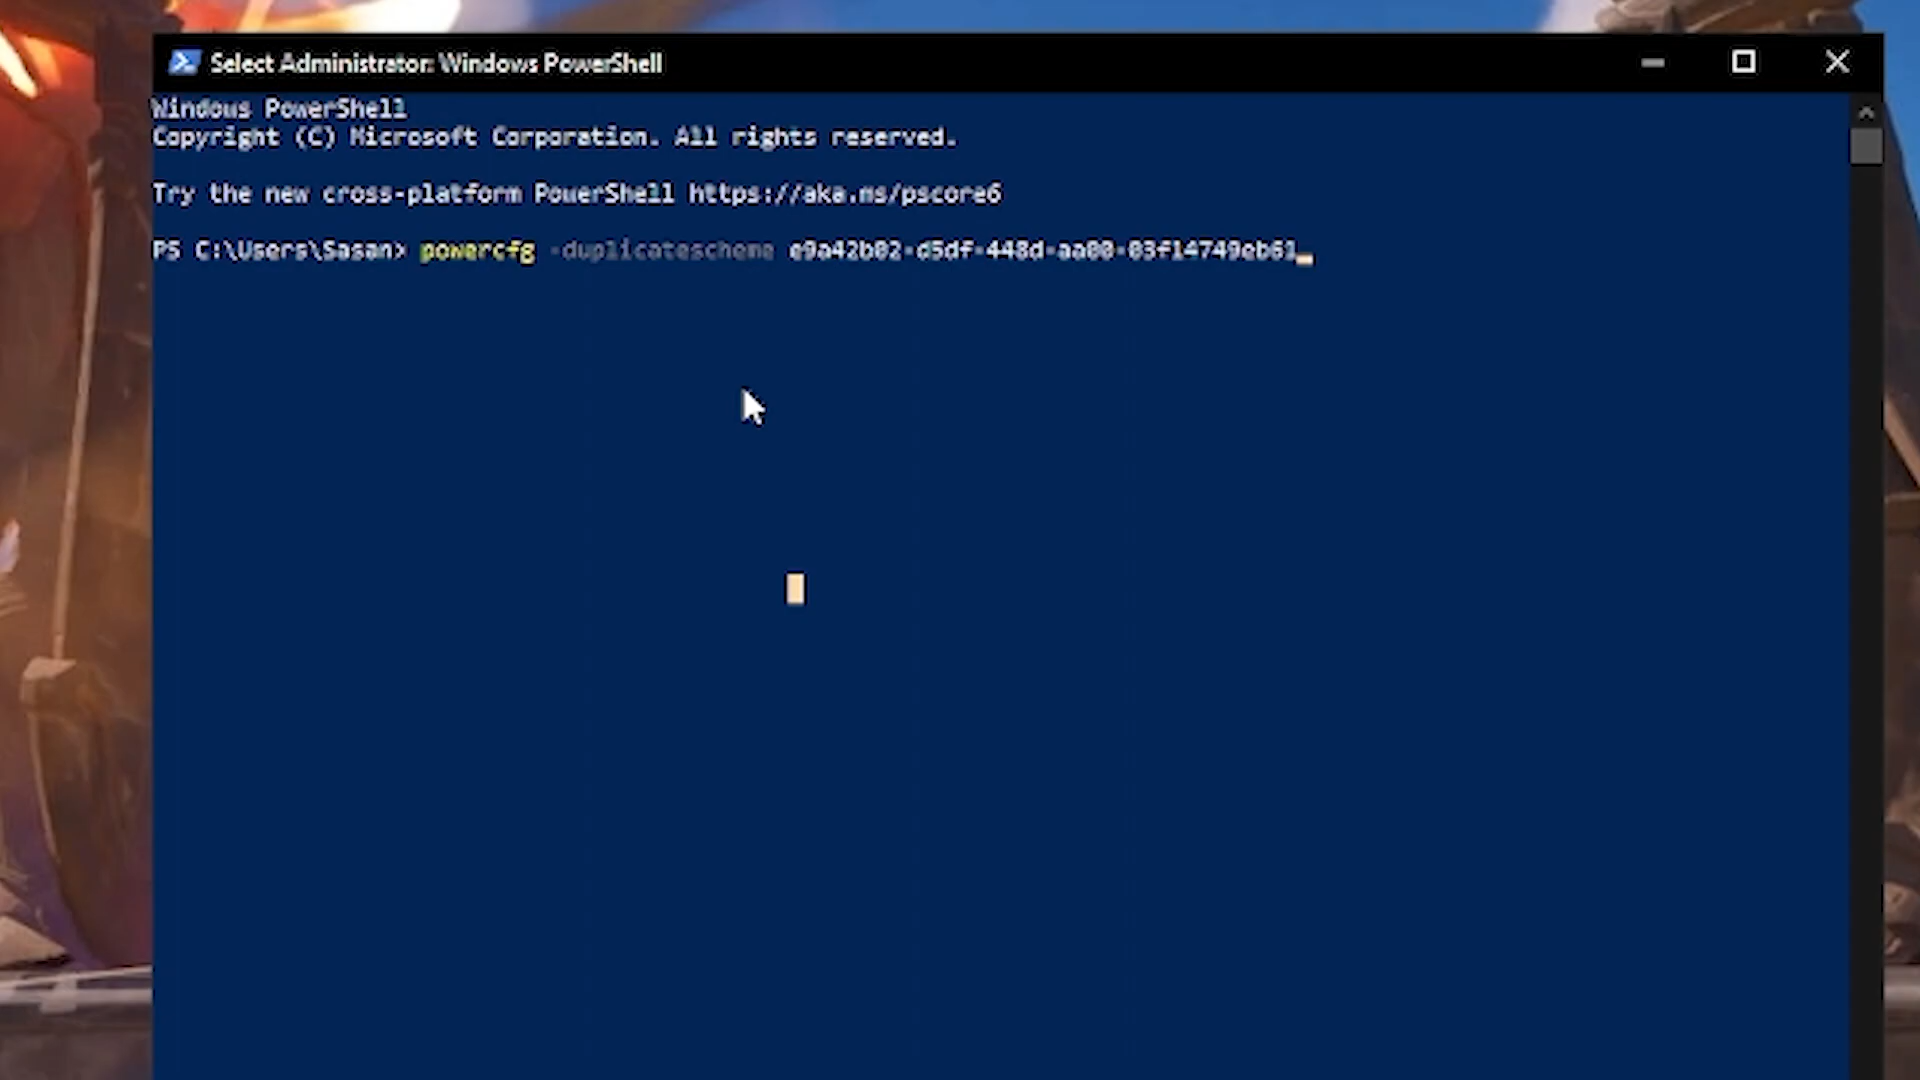 Select Administrator: Windows PowerShell
Windows PowerShell
Copyright (C) Microsoft Corporation. All rights reserved.
Try the new cross-platform PowerShell https://aka.ms/pscore6
PS C:\Users\Sasan> powercfg -duplicatescheme e9a42b02-d5df-448d-aa00-03f14749eb61